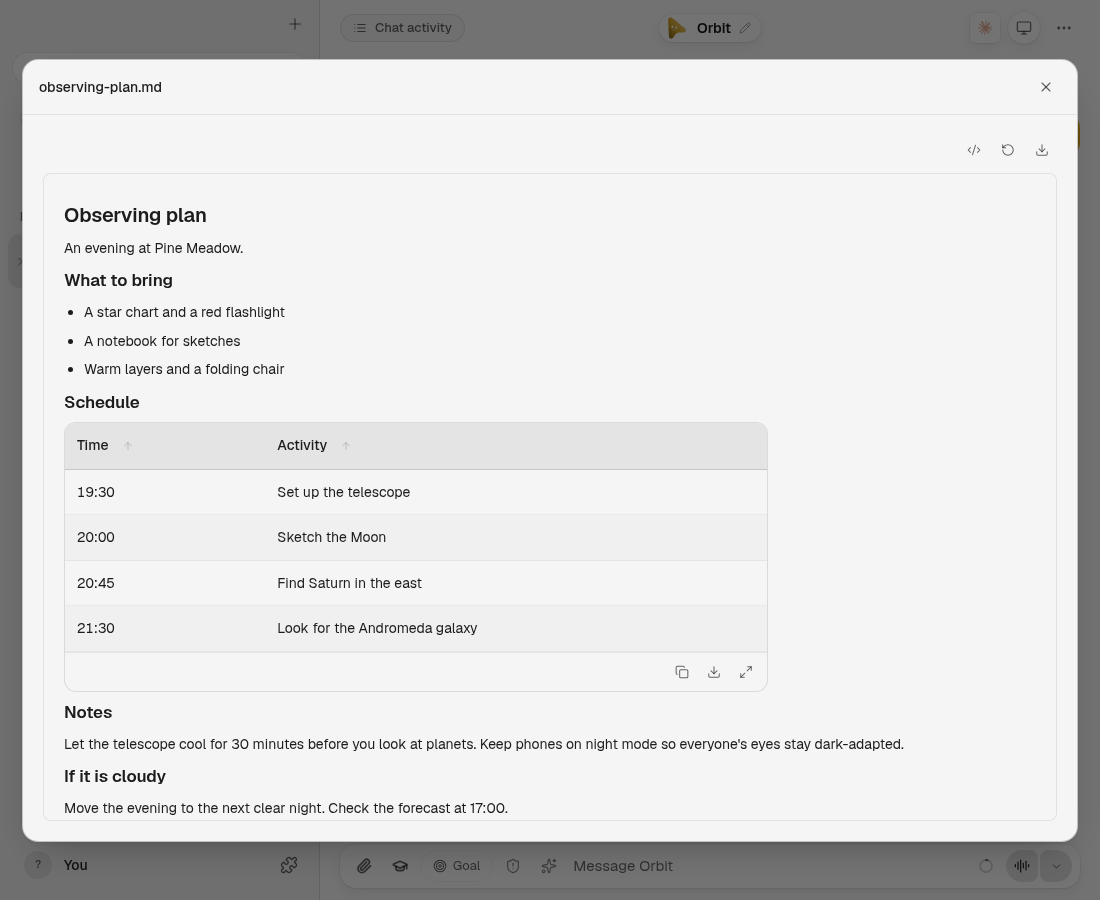 Chat activity
Orbit
observing-plan.md
Observing plan
An evening at Pine Meadow.
What to bring
A star chart and a red flashlight
A notebook for sketches
Warm layers and a folding chair
Schedule
Time Activity
19:30 Set up the telescope
20:00 Sketch the Moon
20:45 Find Saturn in the east
21:30 Look for the Andromeda galaxy
Notes
Let the telescope cool for 30 minutes before you look at planets. Keep phones on night mode so everyone's eyes stay dark-adapted.
If it is cloudy
Move the evening to the next clear night. Check the forecast at 17:00.
? You
Goal
Message Orbit